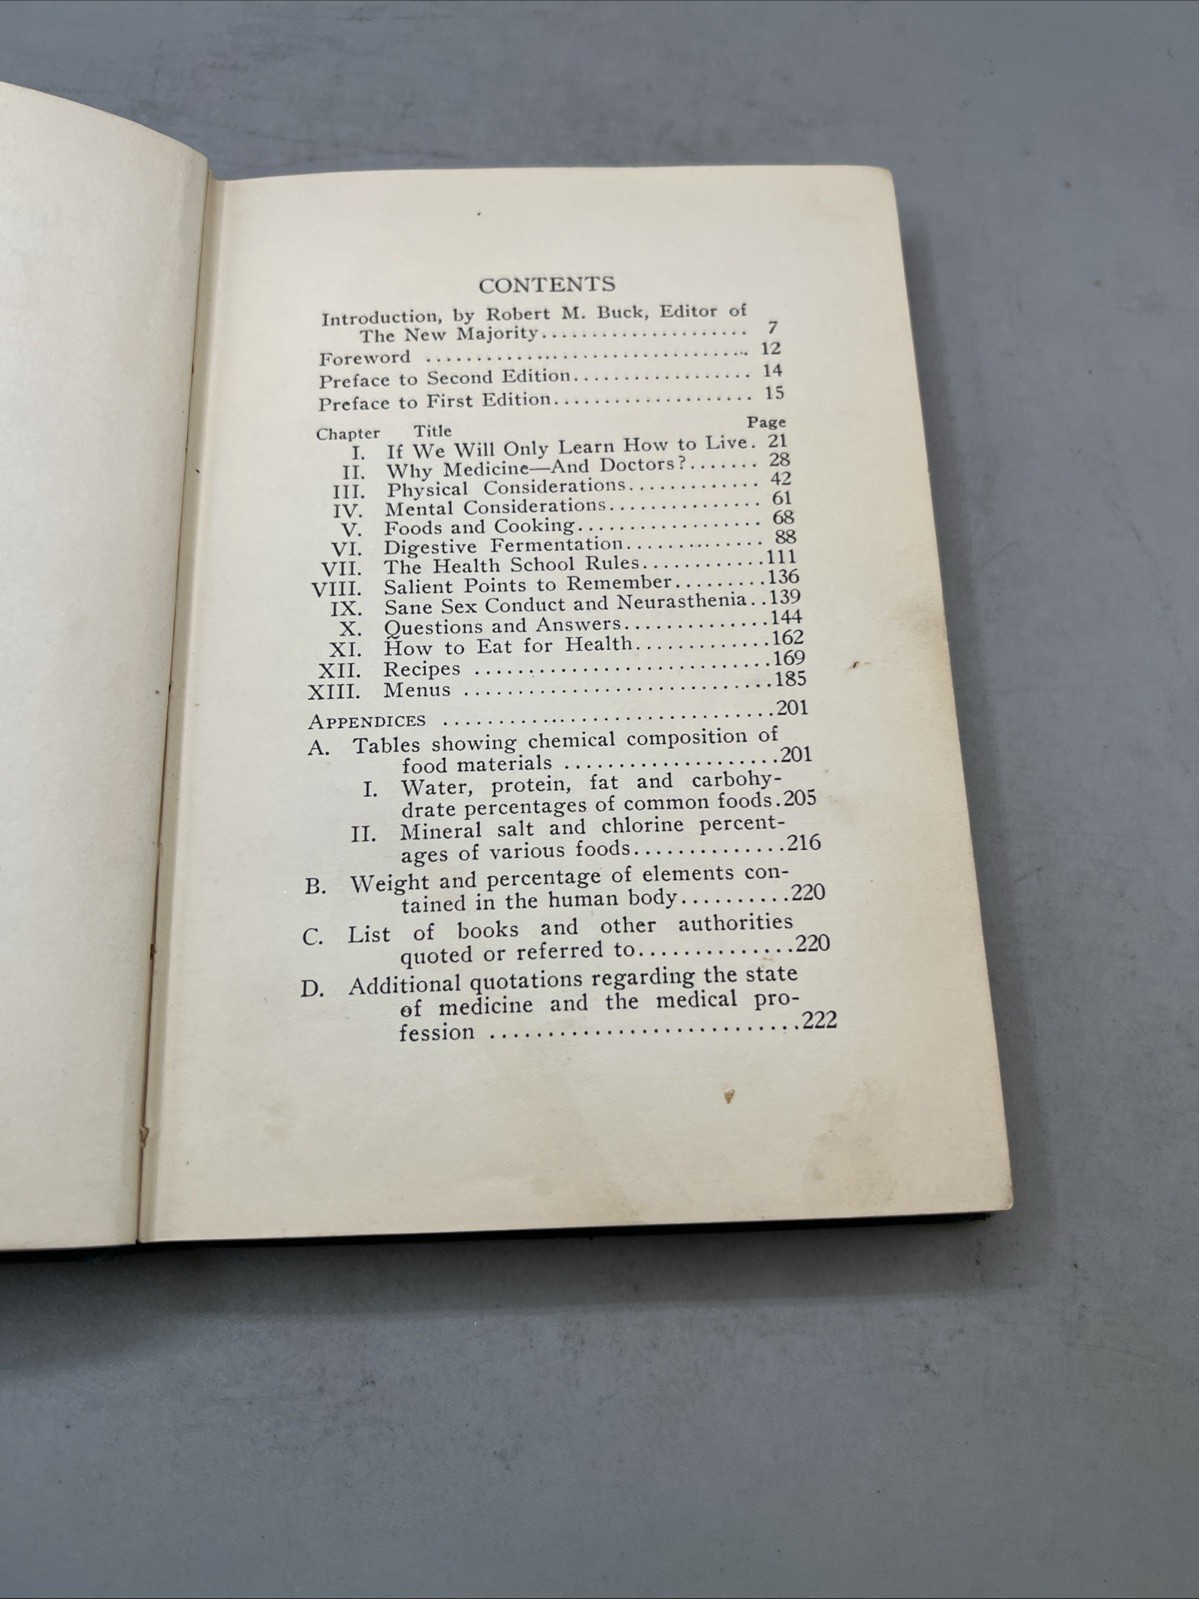 CONTENTS
Introduction, by Robert M. Buck, Editor of
The New Majority...................... 7
Foreword .................................. 12
Preface to Second Edition.................. 14
Preface to First Edition.................... 15
Chapter Title Page
I. If We Will Only Learn How to Live. 21
II. Why Medicine—And Doctors?....... 28
III. Physical Considerations............. 42
IV. Mental Considerations............... 61
V. Foods and Cooking.................. 68
VI. Digestive Fermentation.............. 88
VII. The Health School Rules............111
VIII. Salient Points to Remember.........136
IX. Sane Sex Conduct and Neurasthenia..139
X. Questions and Answers..............144
XI. How to Eat for Health.............162
XII. Recipes ............................169
XIII. Menus .............................185
APPENDICES ................................201
A. Tables showing chemical composition of
food materials ....................201
I. Water, protein, fat and carbohy-
drate percentages of common foods.205
II. Mineral salt and chlorine percent-
ages of various foods..............216
B. Weight and percentage of elements con-
tained in the human body..........220
C. List of books and other authorities
quoted or referred to..............220
D. Additional quotations regarding the state
of medicine and the medical pro-
fession ............................222